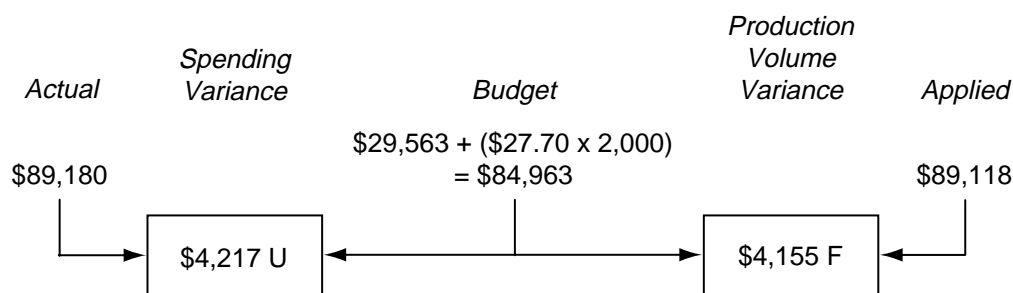 Actual
Spending
Variance
Budget
Production
Volume
Variance
Applied
$89,180
$29,563 + ($27.70 x 2,000)
= $84,963
$89,118
$4,217 U
$4,155 F